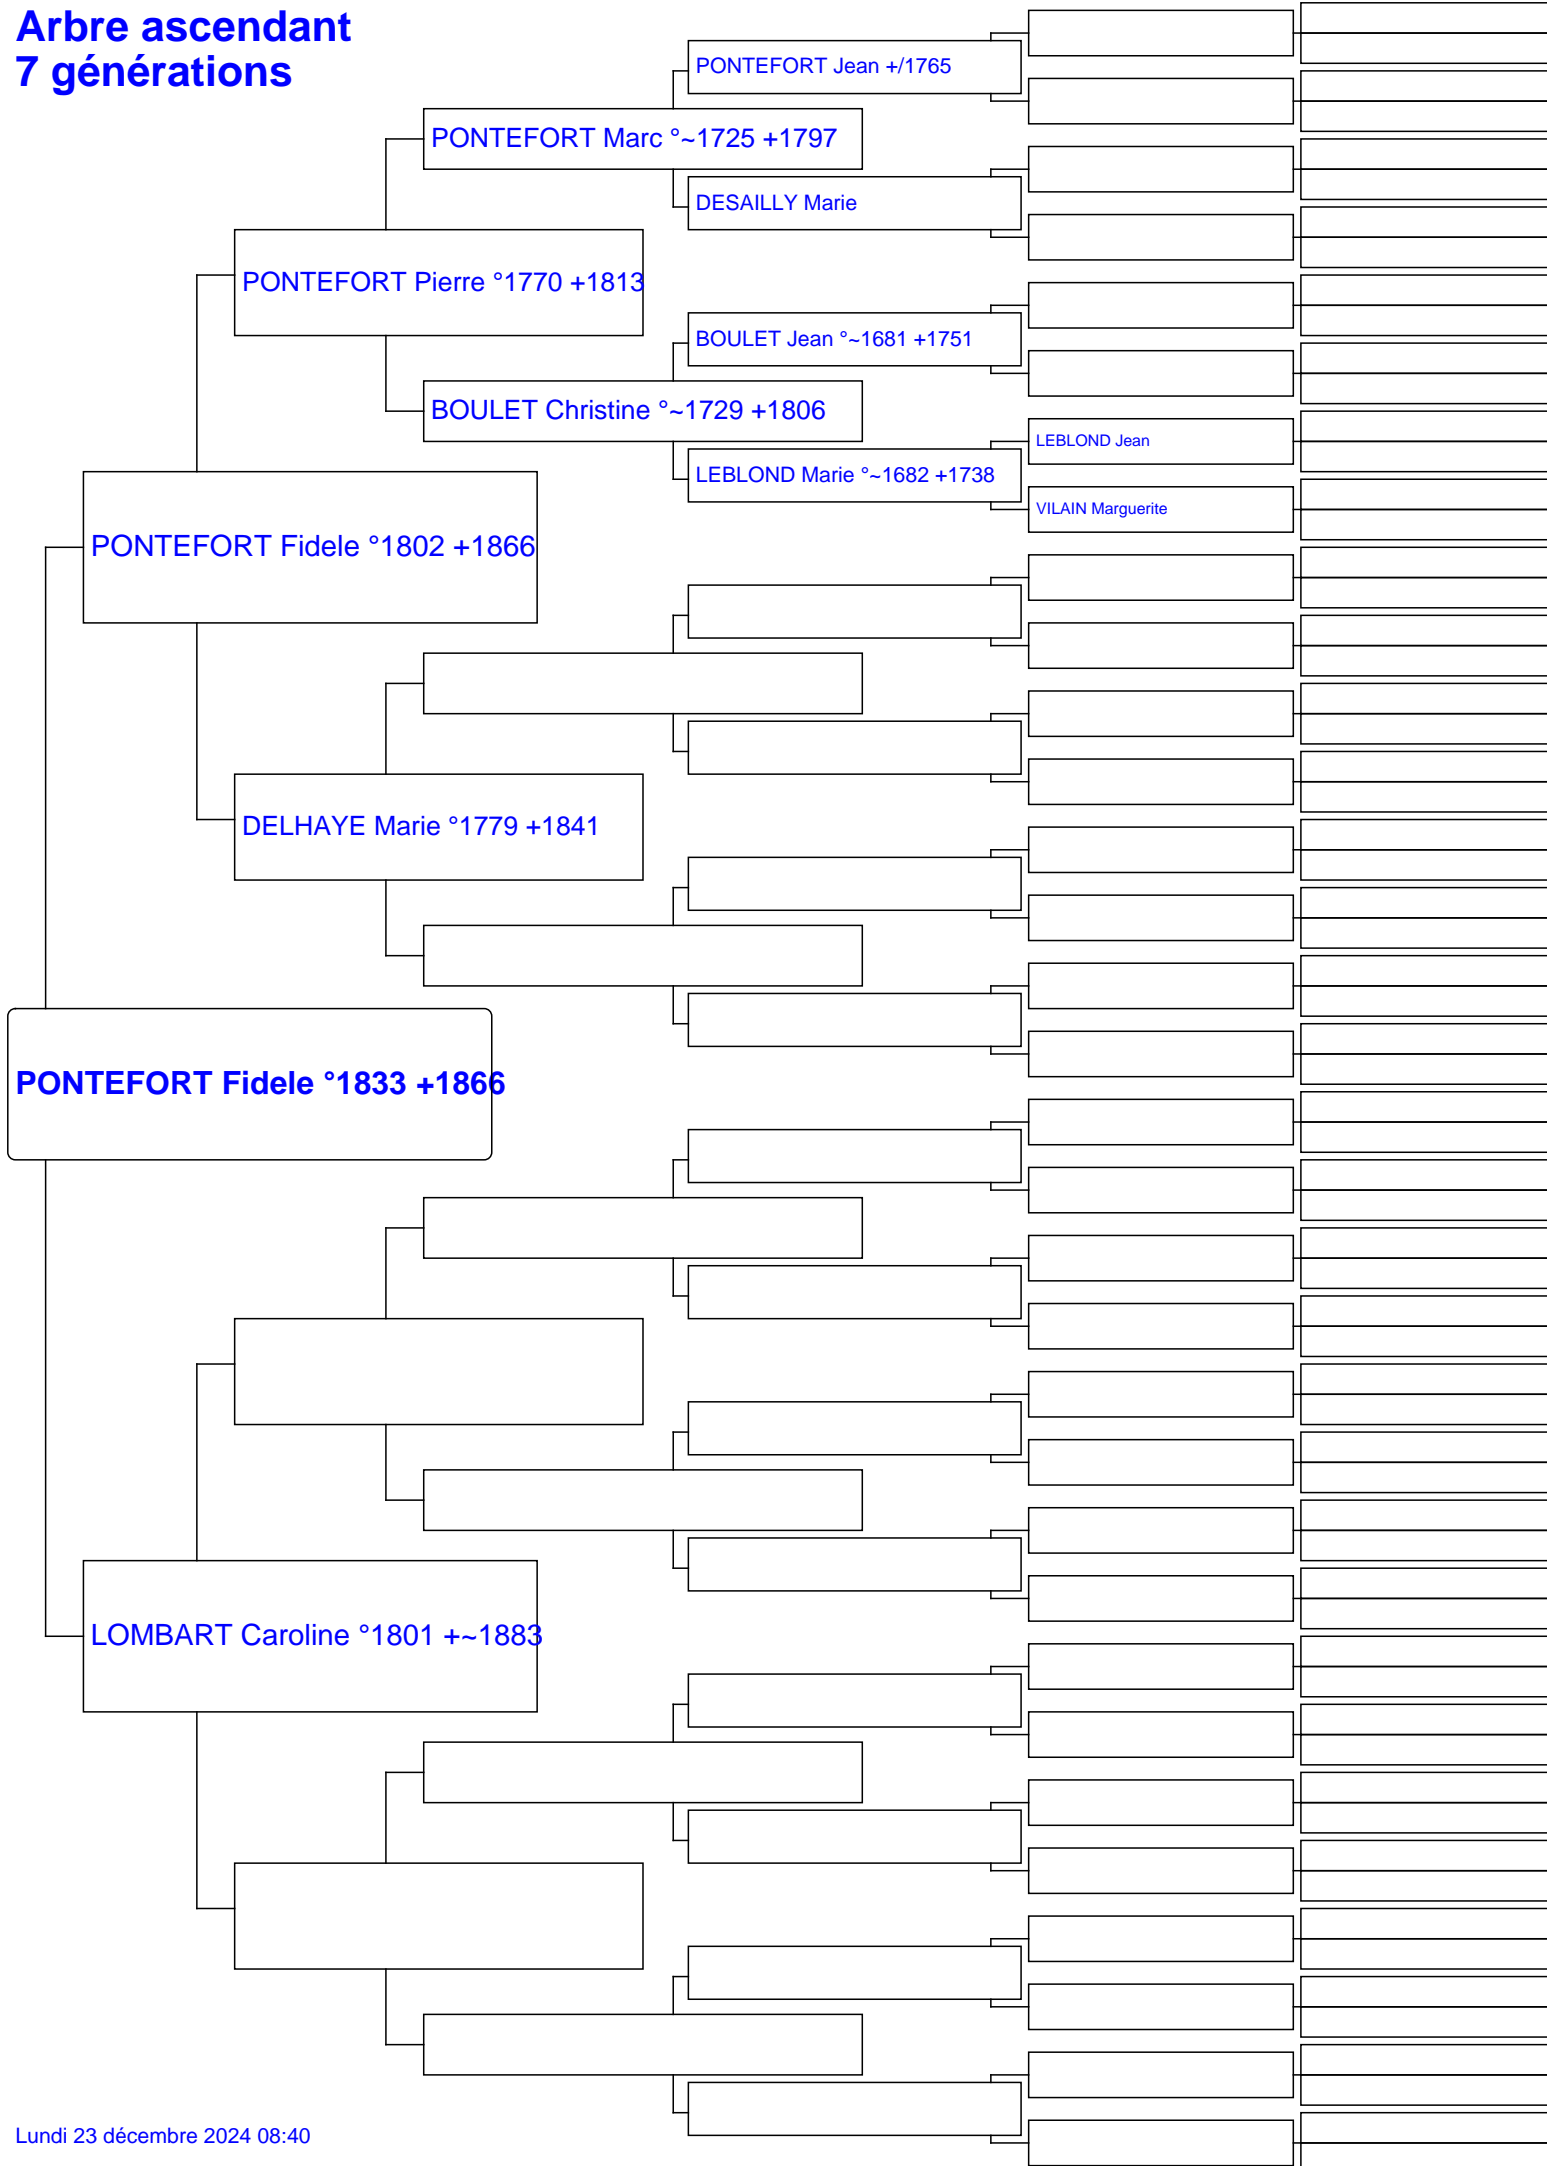 Arbre ascendant
7 générations
PONTEFORT Jean +/1765
PONTEFORT Marc °~1725 +1797
DESAILLY Marie
PONTEFORT Pierre °1770 +1813
BOULET Jean °~1681 +1751
BOULET Christine °~1729 +1806
LEBLOND Jean
LEBLOND Marie °~1682 +1738
VILAIN Marguerite
PONTEFORT Fidele °1802 +1866
DELHAYE Marie °1779 +1841
PONTEFORT Fidele °1833 +1866
LOMBART Caroline °1801 +~1883
Lundi 23 décembre 2024 08:40